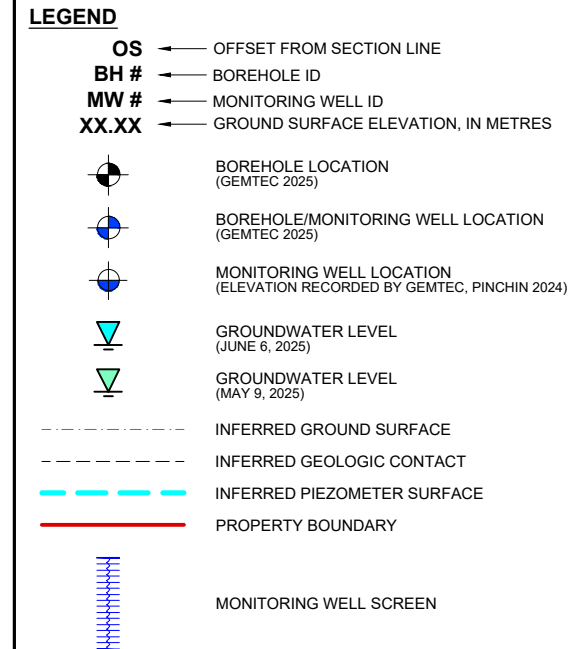 LEGEND
OS OFFSET FROM SECTION LINE
BH # BOREHOLE ID
MW # MONITORING WELL ID
XX.XX GROUND SURFACE ELEVATION, IN METRES
BOREHOLE LOCATION
(GEMTEC 2025)
BOREHOLE/MONITORING WELL LOCATION
(GEMTEC 2025)
MONITORING WELL LOCATION
(ELEVATION RECORDED BY GEMTEC, PINCHIN 2024)
GROUNDWATER LEVEL
(JUNE 6, 2025)
GROUNDWATER LEVEL
(MAY 9, 2025)
INFERRED GROUND SURFACE
INFERRED GEOLOGIC CONTACT
INFERRED PIEZOMETER SURFACE
PROPERTY BOUNDARY
MONITORING WELL SCREEN